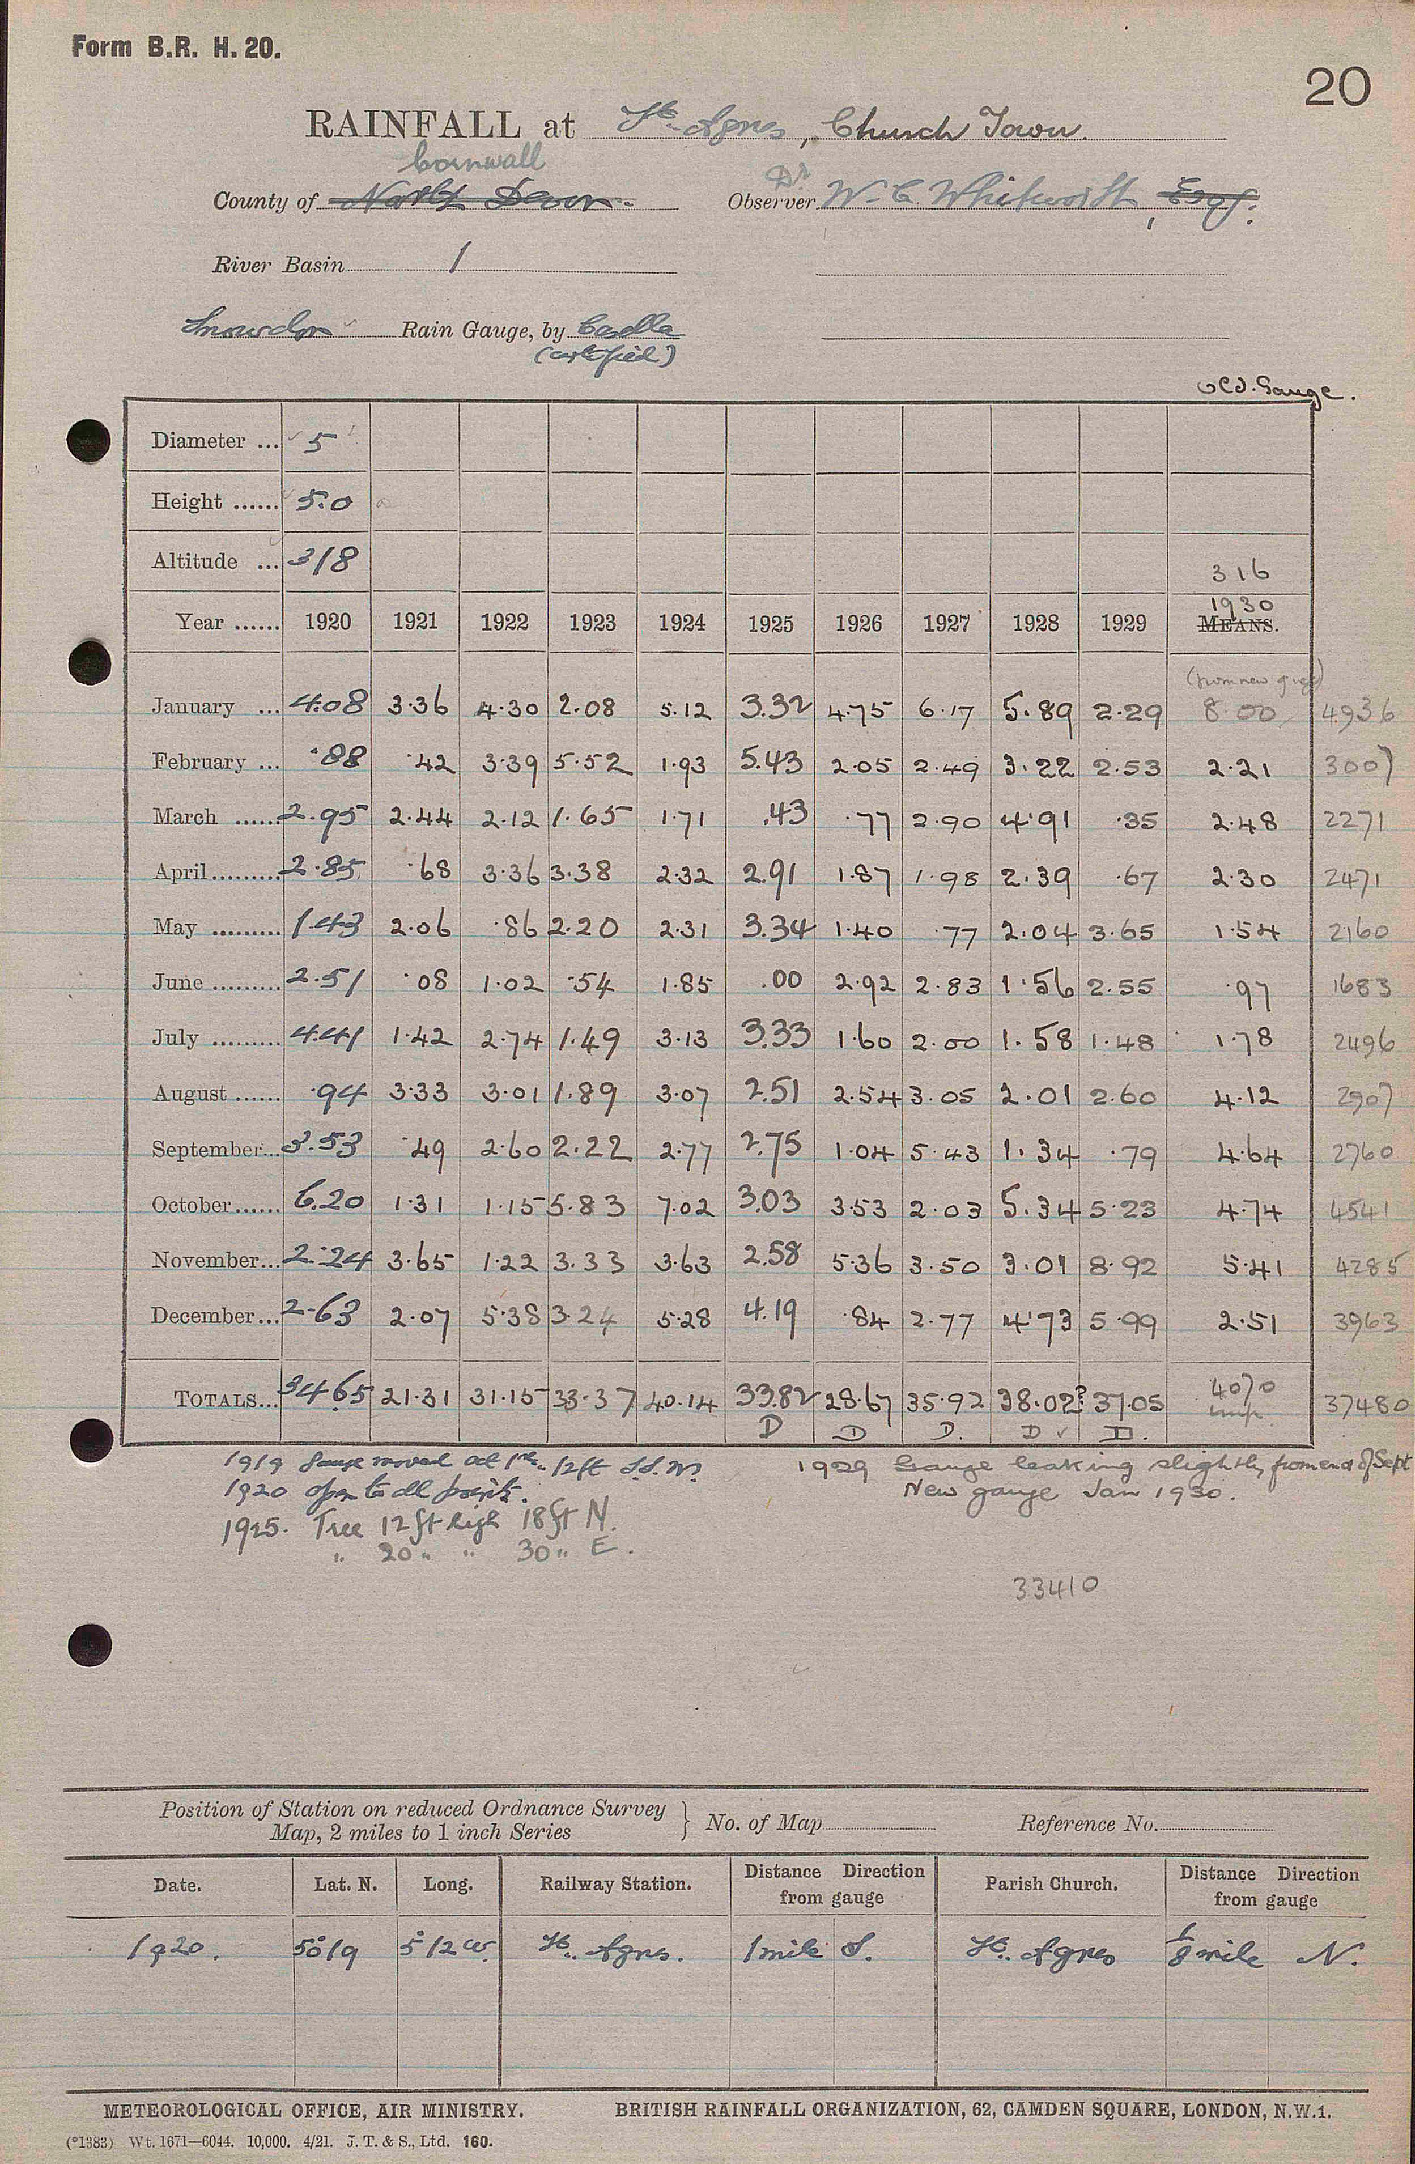 Form B.R. H. 20.
20
RAINFALL at St. Agnes, Church Town.
Cornwall
County of North Devon. Observer Dr W. C. Whitworth, Esq.
River Basin 1
Snowdon Rain Gauge, by Casella
(certified)
Old Gauge.
Diameter ... 5
Height ...... 5.0
Altitude ... 318 316
1930
Year ...... 1920 1921 1922 1923 1924 1925 1926 1927 1928 1929 MEANS.
(from new gauge)
January ... 4.08 3.36 4.30 2.08 5.12 3.32 4.75 6.17 5.89 2.29 8.00 4936
February ... .88 .42 3.39 5.52 1.93 5.43 2.05 2.49 3.22 2.53 2.21 3007
March ...... 2.95 2.44 2.12 1.65 1.71 .43 .77 2.90 4.91 .35 2.48 2271
April ......... 2.85 .68 3.36 3.38 2.32 2.91 1.87 1.98 2.39 .67 2.30 2471
May ......... 1.43 2.06 .86 2.20 2.31 3.34 1.40 .77 2.04 3.65 1.54 2160
June ......... 2.51 .08 1.02 .54 1.85 .00 2.92 2.83 1.56 2.55 .97 1683
July ......... 4.41 1.42 2.74 1.49 3.13 3.33 1.60 2.00 1.58 1.48 1.78 2496
August ...... .94 3.33 3.01 1.89 3.07 2.51 2.54 3.05 2.01 2.60 4.12 2907
September... 3.53 .49 2.60 2.22 2.77 2.75 1.04 5.43 1.34 .79 4.64 2760
October...... 6.20 1.31 1.15 5.83 7.02 3.03 3.53 2.03 5.34 5.23 4.74 4541
November... 2.24 3.65 1.22 3.33 3.63 2.58 5.36 3.50 3.01 8.92 5.41 4285
December... 2.63 2.07 5.38 3.24 5.28 4.19 .84 2.77 4.73 5.99 2.51 3963
TOTALS... 34.65 21.31 31.15 33.37 40.14 33.82 28.67 35.92 38.02? 37.05 4070 37480
D D D. D ✓ D.
1919 Gauge moved 12ft
1920 open to all points.
1925. Tree 12 ft high 18 ft N.
" 20 " " 30 " E.
1929 Gauge leaking slightly from end of Sept
New gauge Jan 1930.
33410
Position of Station on reduced Ordnance Survey
Map, 2 miles to 1 inch Series } No. of Map Reference No.
Date. Lat. N. Long. Railway Station. Distance Direction from gauge Parish Church. Distance Direction from gauge
1920. 50°19 5°12 W. St. Agnes. 1 mile S. St. Agnes 1/8 mile N.
METEOROLOGICAL OFFICE, AIR MINISTRY. BRITISH RAINFALL ORGANIZATION, 62, CAMDEN SQUARE, LONDON, N.W.1.
(*1383) Wt. 1671—6044. 10,000. 4/21. J. T. & S., Ltd. 160.